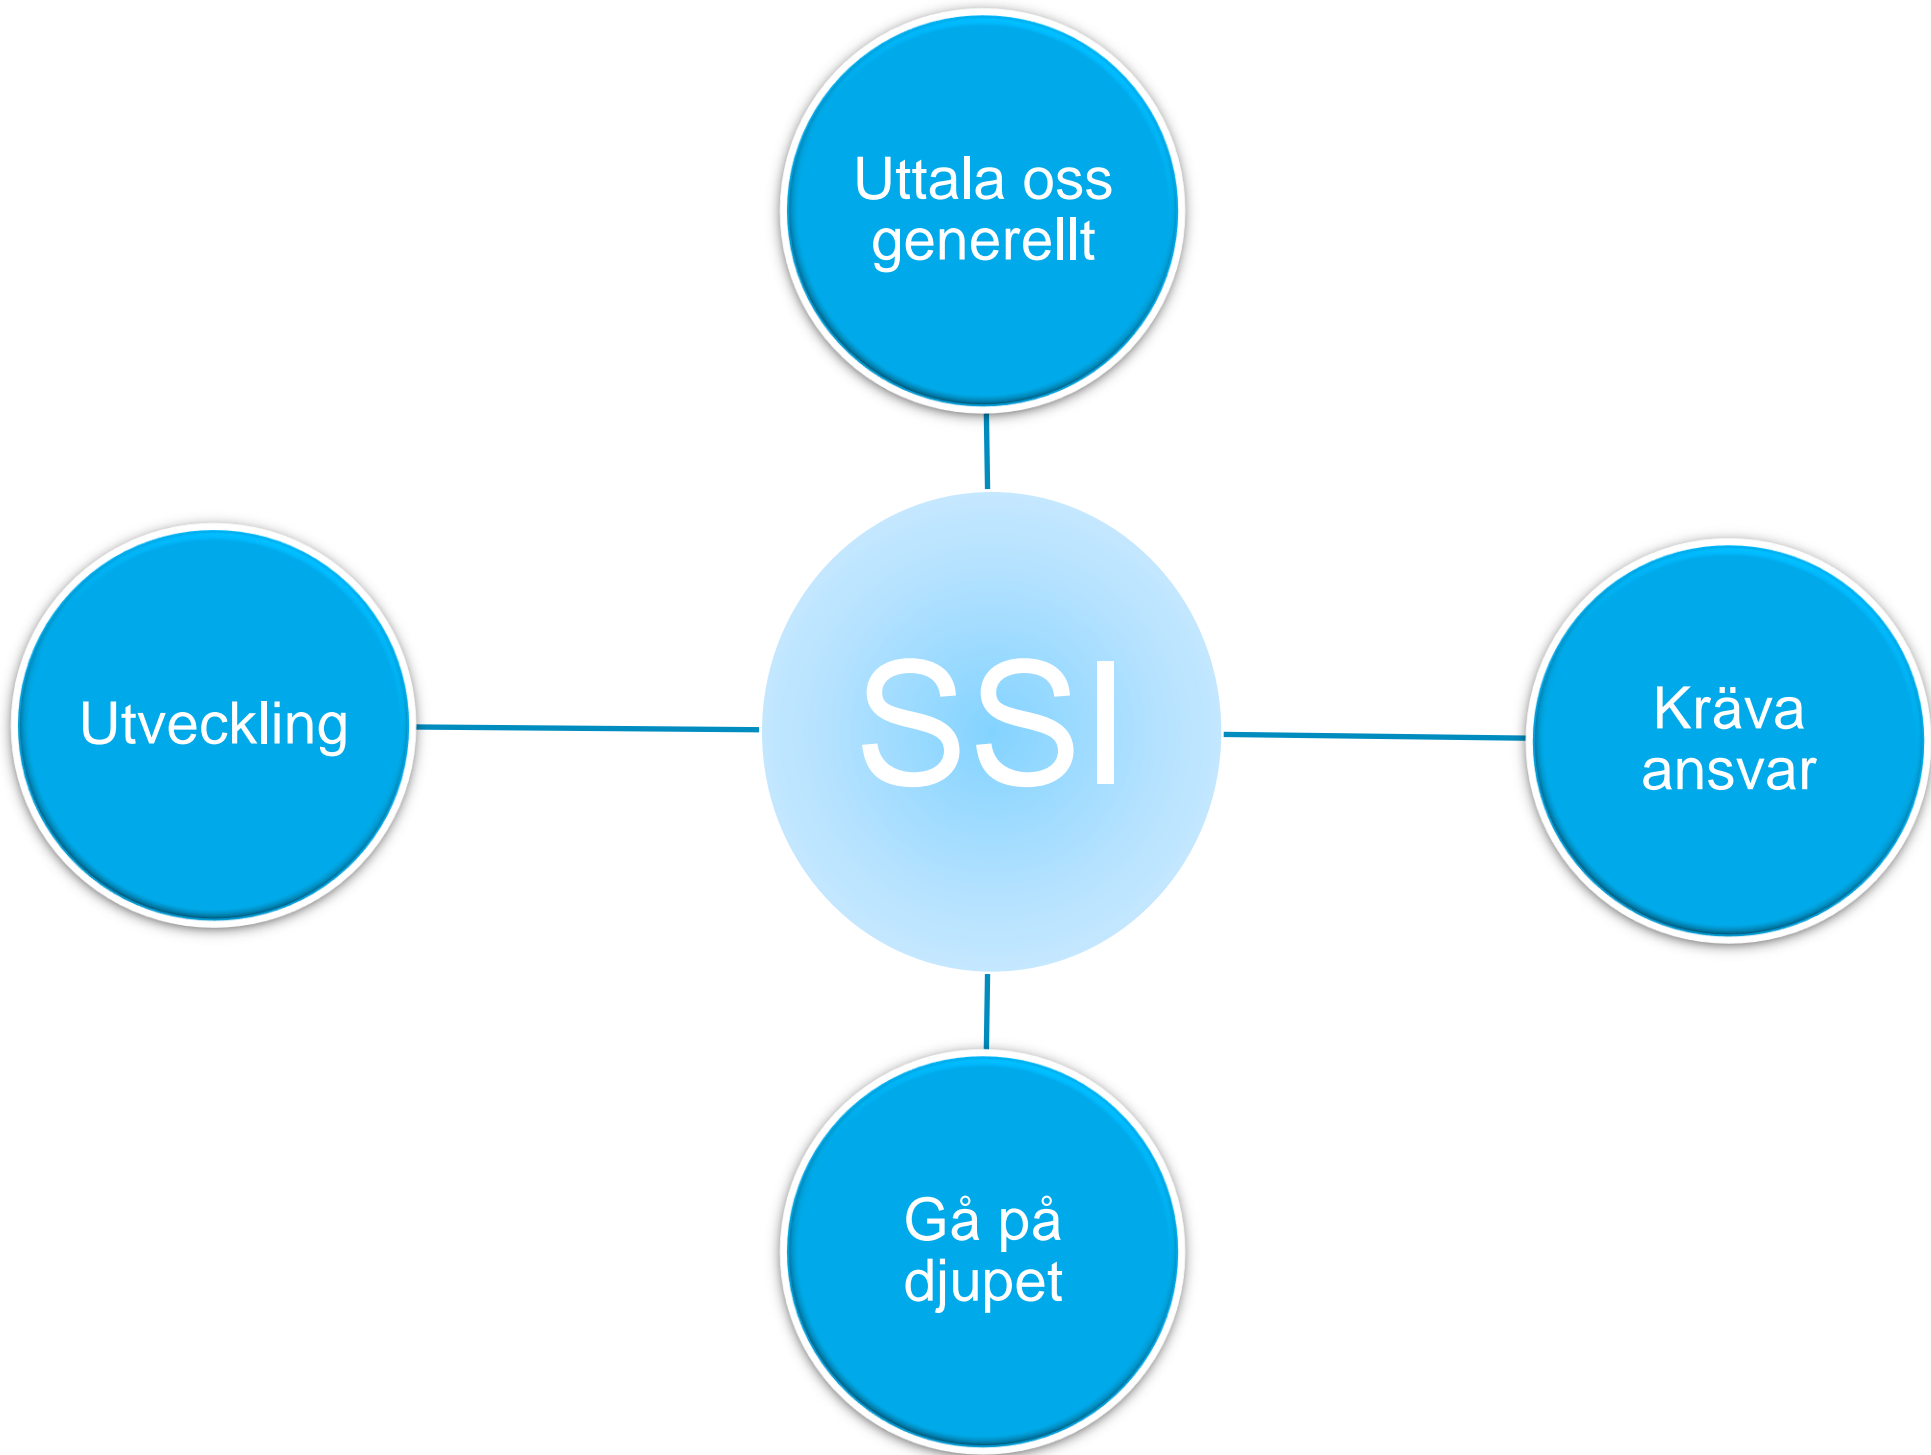 Uttala oss
generellt
Utveckling
SSI
Kräva
ansvar
Gå på
djupet